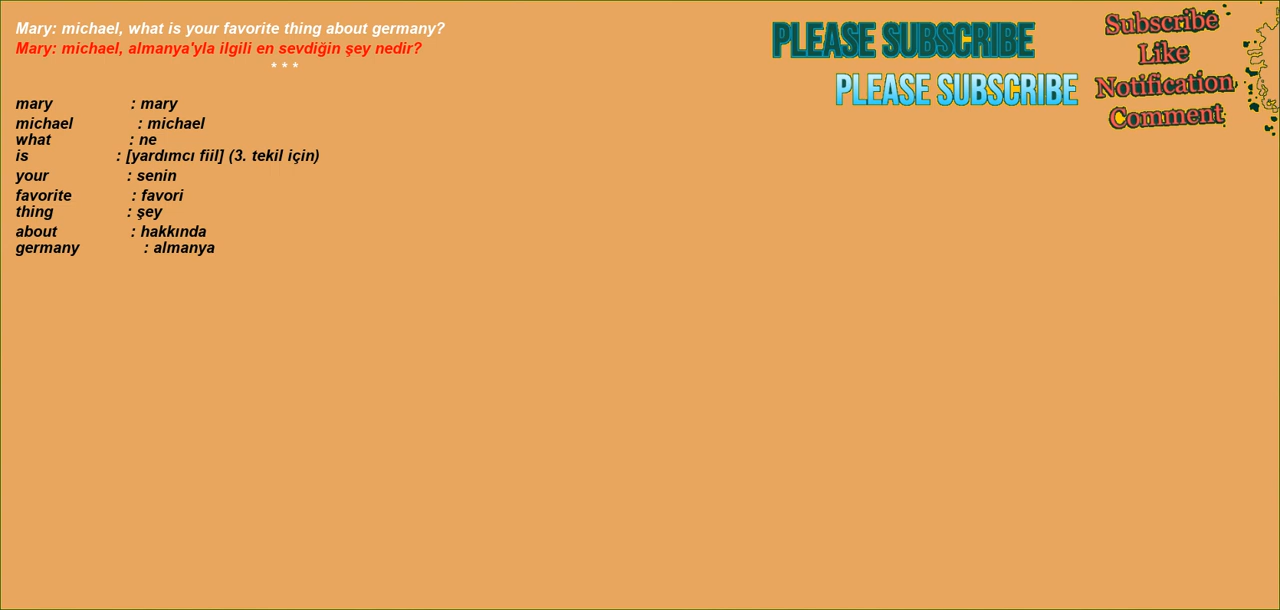 Mary: michael, what is your favorite thing about germany?
Mary: michael, almanya'yla ilgili en sevdiğin şey nedir?
* * *
mary : mary
michael : michael
what : ne
is : [yardımcı fiil] (3. tekil için)
your : senin
favorite : favori
thing : şey
about : hakkında
germany : almanya
PLEASE SUBSCRIBE
PLEASE SUBSCRIBE
Subscribe
Like
Notification
Comment